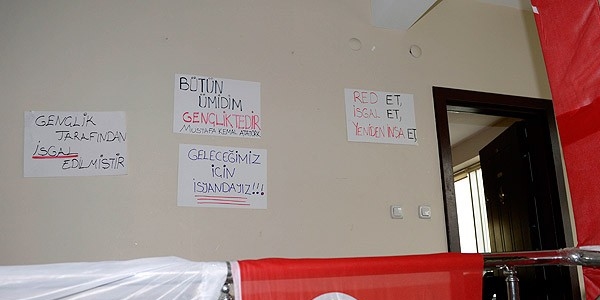 GENÇLİK
TARAFINDAN
İŞGAL
EDİLMİŞTİR
BÜTÜN
ÜMİDİM
GENÇLİKTEDİR
MUSTAFA KEMAL ATATÜRK
GELECEĞİMİZ
İÇİN
İSYANDAYIZ!!!
RED ET,
İŞGAL ET,
YENİDEN İNŞA ET